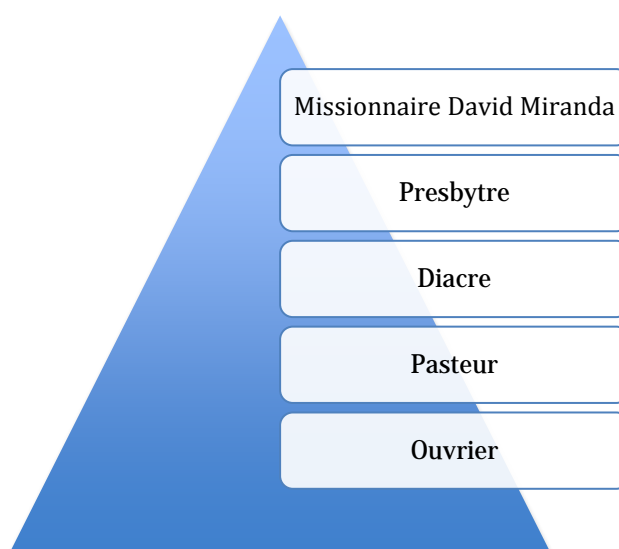 Missionnaire David Miranda
Presbytre
Diacre
Pasteur
Ouvrier